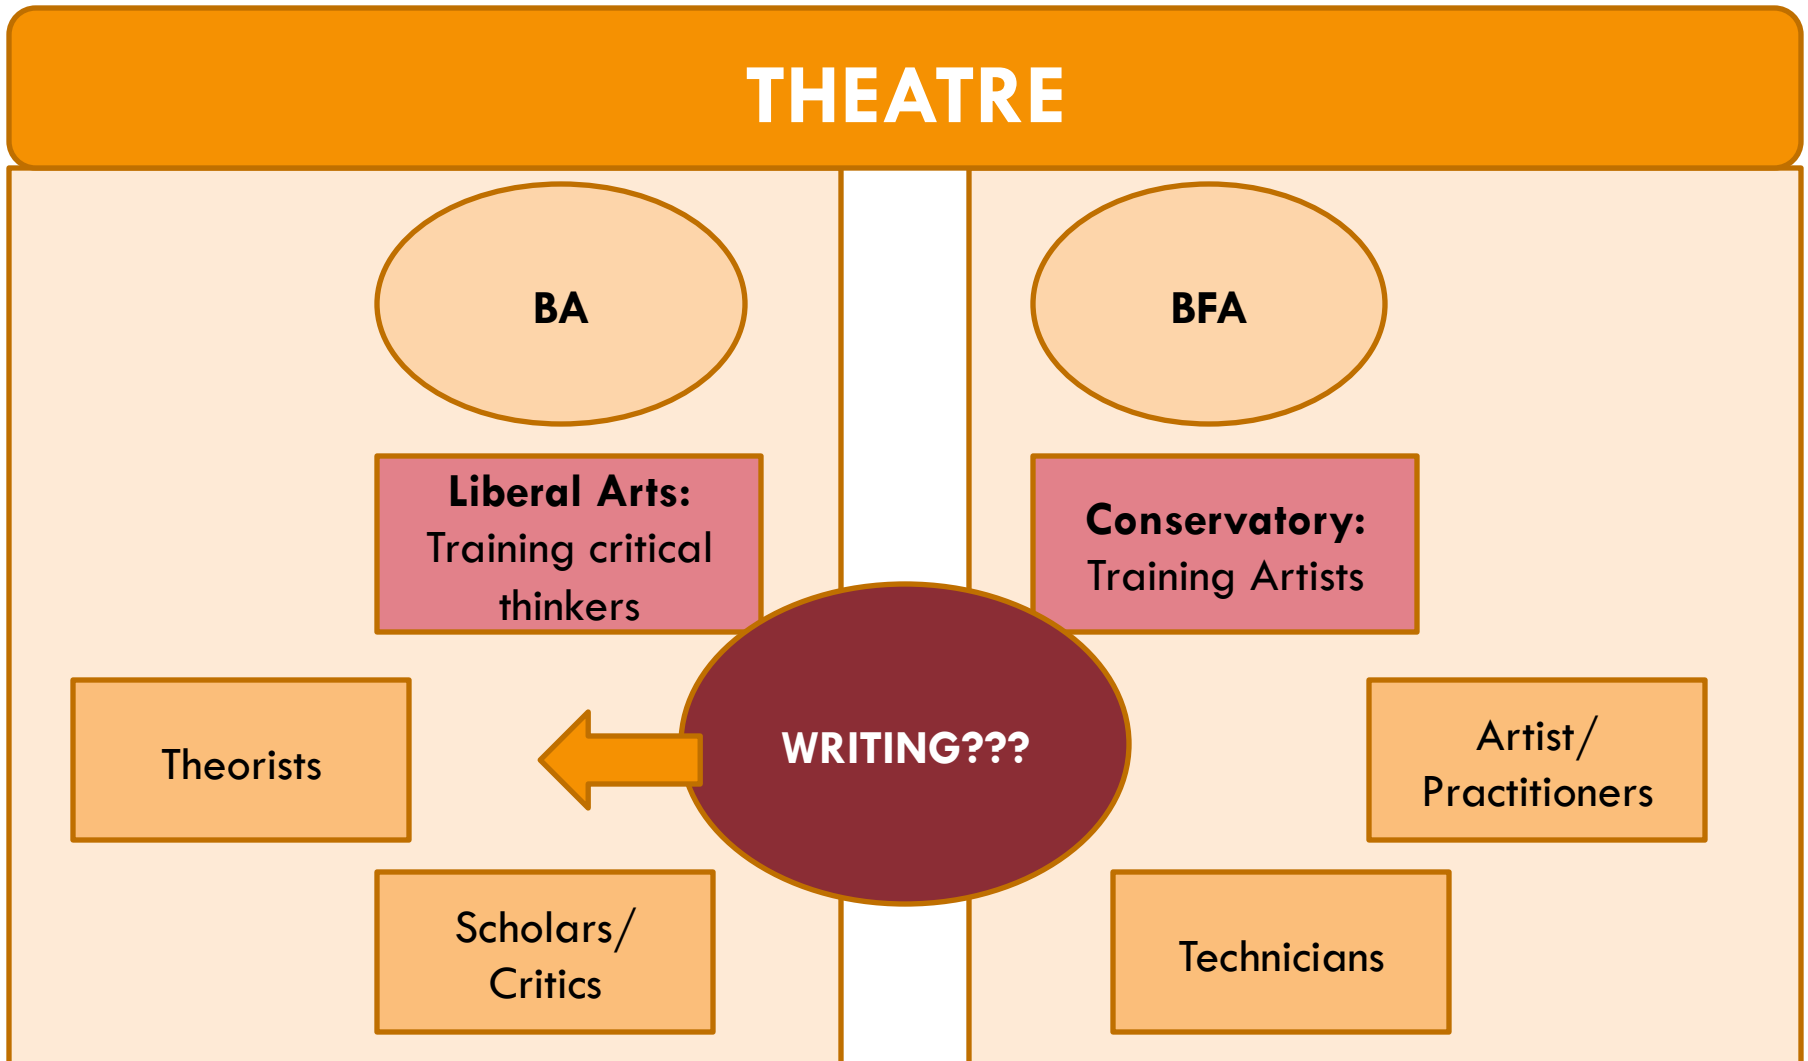 THEATRE
BA
BFA
Liberal Arts:
Training critical
thinkers
Conservatory:
Training Artists
Theorists
WRITING???
Artist/
Practitioners
Scholars/
Critics
Technicians